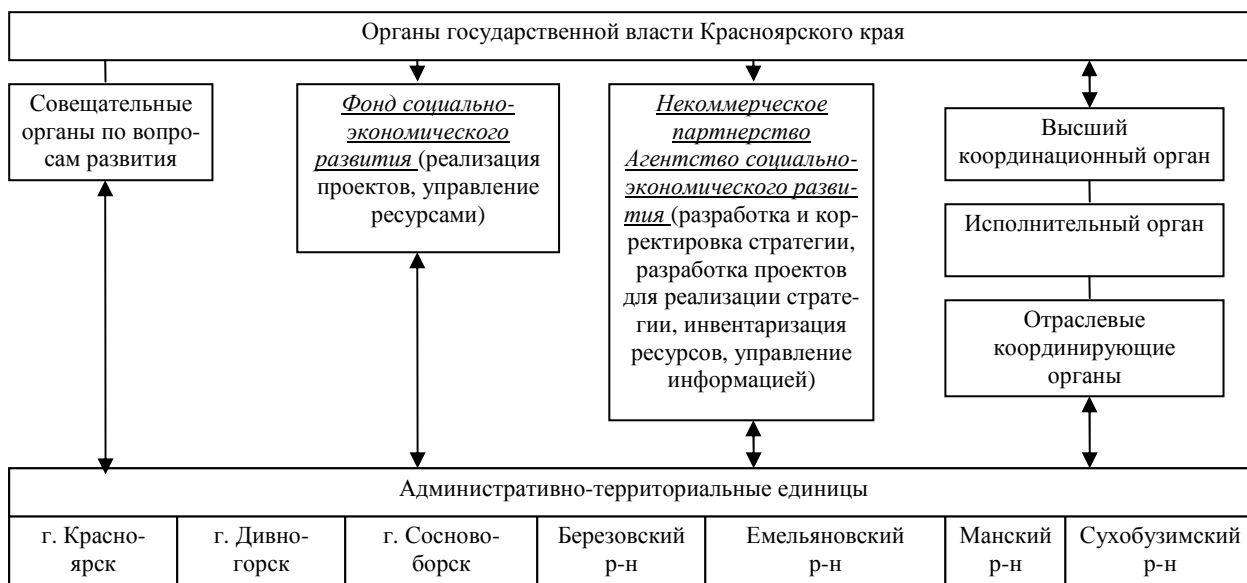 Органы государственной власти Красноярского края
Совещательные
органы по вопро-
сам развития
Фонд социально-
экономического
развития (реализация
проектов, управление
ресурсами)
Некоммерческое
партнерство
Агентство социально-
экономического разви-
тия (разработка и кор-
ректировка стратегии,
разработка проектов
для реализации страте-
гии, инвентаризация
ресурсов, управление
информацией)
Высший
координационный орган
Исполнительный орган
Отраслевые
координирующие
органы
Административно-территориальные единицы
г. Красно-
ярск
г. Дивно-
горск
г. Сосново-
борск
Березовский
р-н
Емельяновский
р-н
Манский
р-н
Сухобузимский
р-н